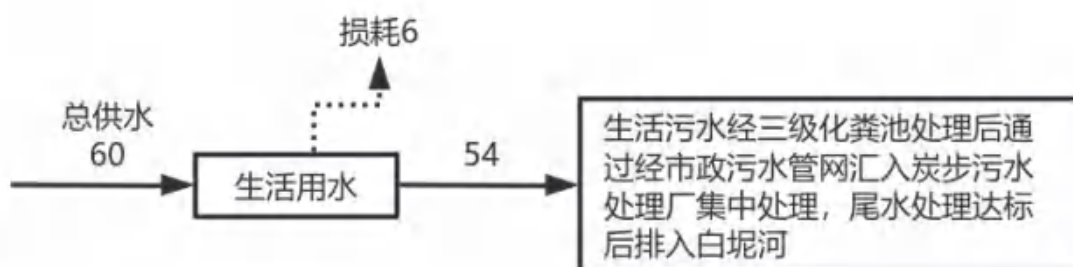 损耗6
总供水
60
生活用水
54
生活污水经三级化粪池处理后通
过经市政污水管网汇入炭步污水
处理厂集中处理，尾水处理达标
后排入白坭河